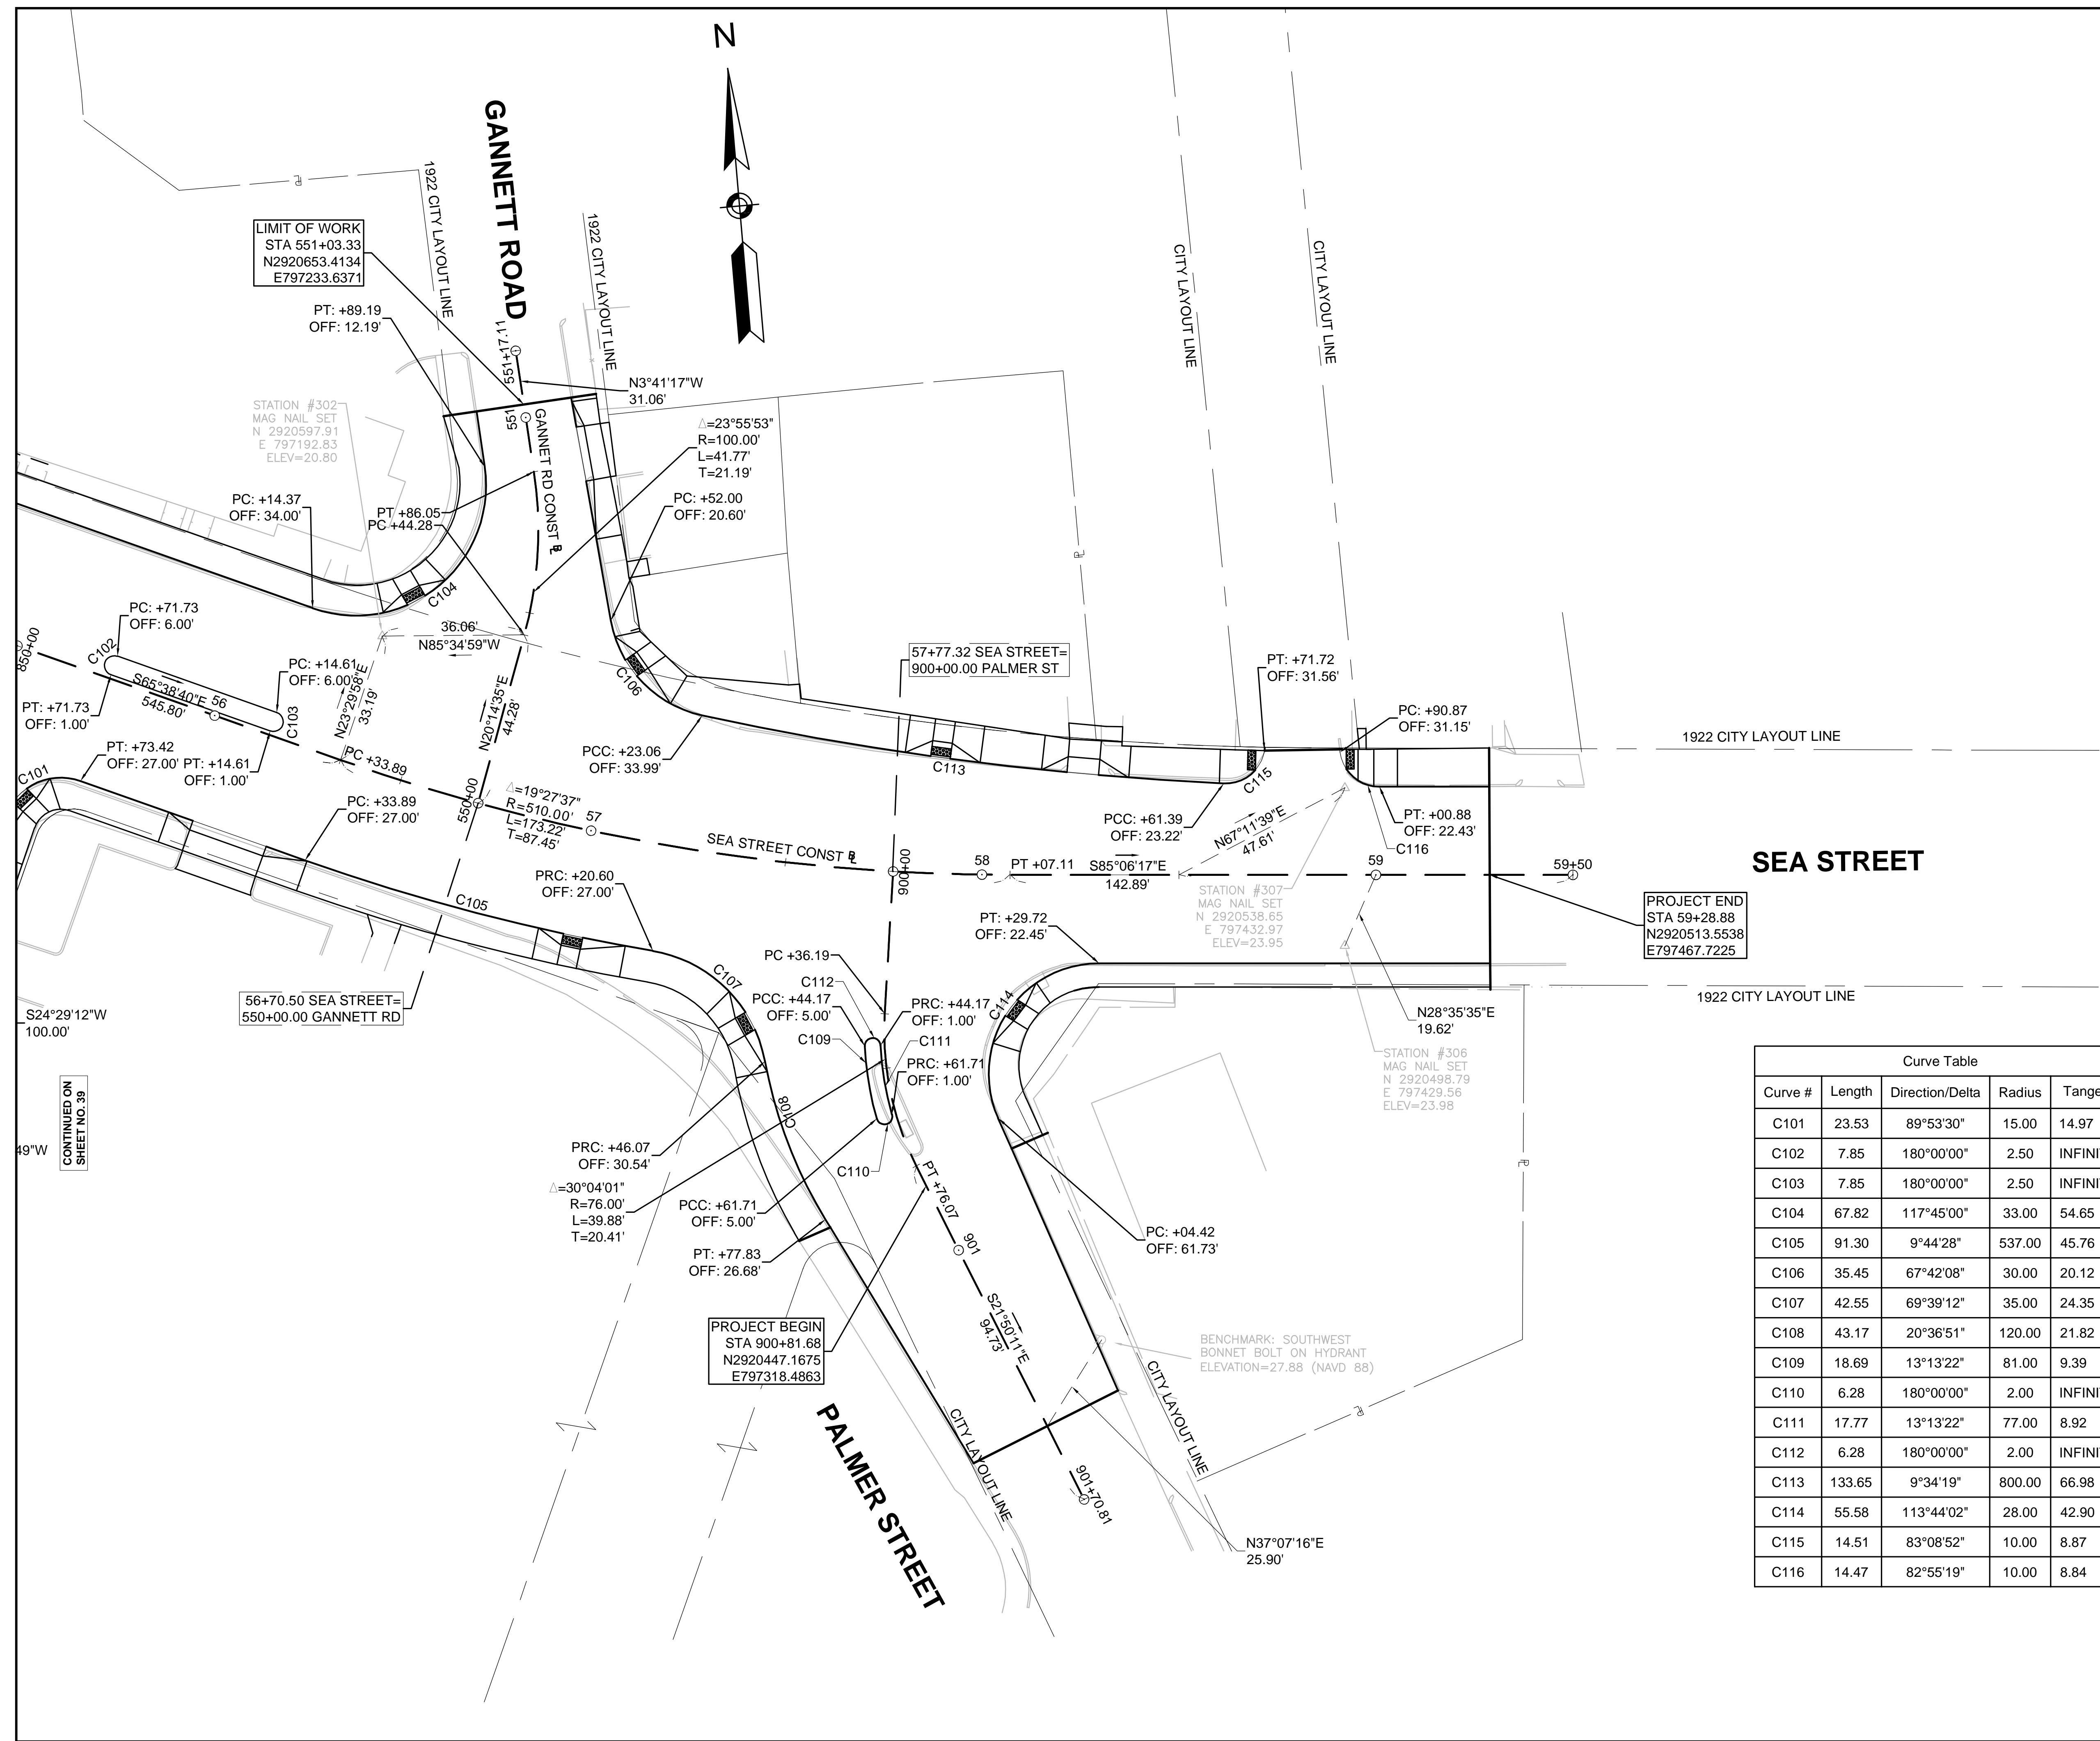 N
GANNETT ROAD
1922 CITY LAYOUT LINE
1922 CITY LAYOUT LINE
CITY LAYOUT LINE
CITY LAYOUT LINE
LIMIT OF WORK
STA 551+03.33
N2920653.4134
E797233.6371
PT: +89.19
OFF: 12.19'
551+17.11
N3°41'17"W
31.06'
551
GANNET RD CONST BL
STATION #302
MAG NAIL SET
N 2920597.91
E 797192.83
ELEV=20.80
△=23°55'53"
R=100.00'
L=41.77'
T=21.19'
PC: +14.37
OFF: 34.00'
PT +86.05
PC +44.28
PC: +52.00
OFF: 20.60'
PL
PL
C104
PC: +71.73
OFF: 6.00'
850+00
C102
36.06'
N85°34'59"W
PC: +14.61
OFF: 6.00'
S65°38'40"E
545.80'
56
C103
N23°29'58"E
33.19'
N20°14'35"E
44.28'
C106
57+77.32 SEA STREET=
900+00.00 PALMER ST
PT: +71.72
OFF: 31.56'
PC: +90.87
OFF: 31.15'
1922 CITY LAYOUT LINE
PT: +71.73
OFF: 1.00'
PT: +73.42
OFF: 27.00'
PT: +14.61
OFF: 1.00'
PC +33.89
PCC: +23.06
OFF: 33.99'
C113
C115
C101
PC: +33.89
OFF: 27.00'
550+00
△=19°27'37"
R=510.00'
L=173.22'
T=87.45'
57
SEA STREET CONST BL
PCC: +61.39
OFF: 23.22'
N67°11'39"E
47.61'
PT: +00.88
OFF: 22.43'
C116
900+00
58
PT +07.11
S85°06'17"E
142.89'
59
59+50
SEA STREET
PRC: +20.60
OFF: 27.00'
C105
STATION #307
MAG NAIL SET
N 2920538.65
E 797432.97
ELEV=23.95
PROJECT END
STA 59+28.88
N2920513.5538
E797467.7225
PT: +29.72
OFF: 22.45'
PC +36.19
C107
C112
PCC: +44.17
OFF: 5.00'
PRC: +44.17
OFF: 1.00'
C109
C111
C114
1922 CITY LAYOUT LINE
56+70.50 SEA STREET=
550+00.00 GANNETT RD
S24°29'12"W
100.00'
N28°35'35"E
19.62'
PRC: +61.71
OFF: 1.00'
STATION #306
MAG NAIL SET
N 2920498.79
E 797429.56
ELEV=23.98
CONTINUED ON
SHEET NO. 39
49"W
C108
PRC: +46.07
OFF: 30.54'
C110
PT +76.07
PL
△=30°04'01"
R=76.00'
L=39.88'
T=20.41'
PCC: +61.71
OFF: 5.00'
PC: +04.42
OFF: 61.73'
901
PT: +77.83
OFF: 26.68'
S21°50'11"E
94.73'
PROJECT BEGIN
STA 900+81.68
N2920447.1675
E797318.4863
BENCHMARK: SOUTHWEST
BONNET BOLT ON HYDRANT
ELEVATION=27.88 (NAVD 88)
CITY LAYOUT LINE
PL
PALMER STREET
CITY LAYOUT LINE
901+70.81
N37°07'16"E
25.90'
Curve Table
Curve # Length Direction/Delta Radius Tange
C101 23.53 89°53'30" 15.00 14.97
C102 7.85 180°00'00" 2.50 INFINI
C103 7.85 180°00'00" 2.50 INFINI
C104 67.82 117°45'00" 33.00 54.65
C105 91.30 9°44'28" 537.00 45.76
C106 35.45 67°42'08" 30.00 20.12
C107 42.55 69°39'12" 35.00 24.35
C108 43.17 20°36'51" 120.00 21.82
C109 18.69 13°13'22" 81.00 9.39
C110 6.28 180°00'00" 2.00 INFINI
C111 17.77 13°13'22" 77.00 8.92
C112 6.28 180°00'00" 2.00 INFINI
C113 133.65 9°34'19" 800.00 66.98
C114 55.58 113°44'02" 28.00 42.90
C115 14.51 83°08'52" 10.00 8.87
C116 14.47 82°55'19" 10.00 8.84